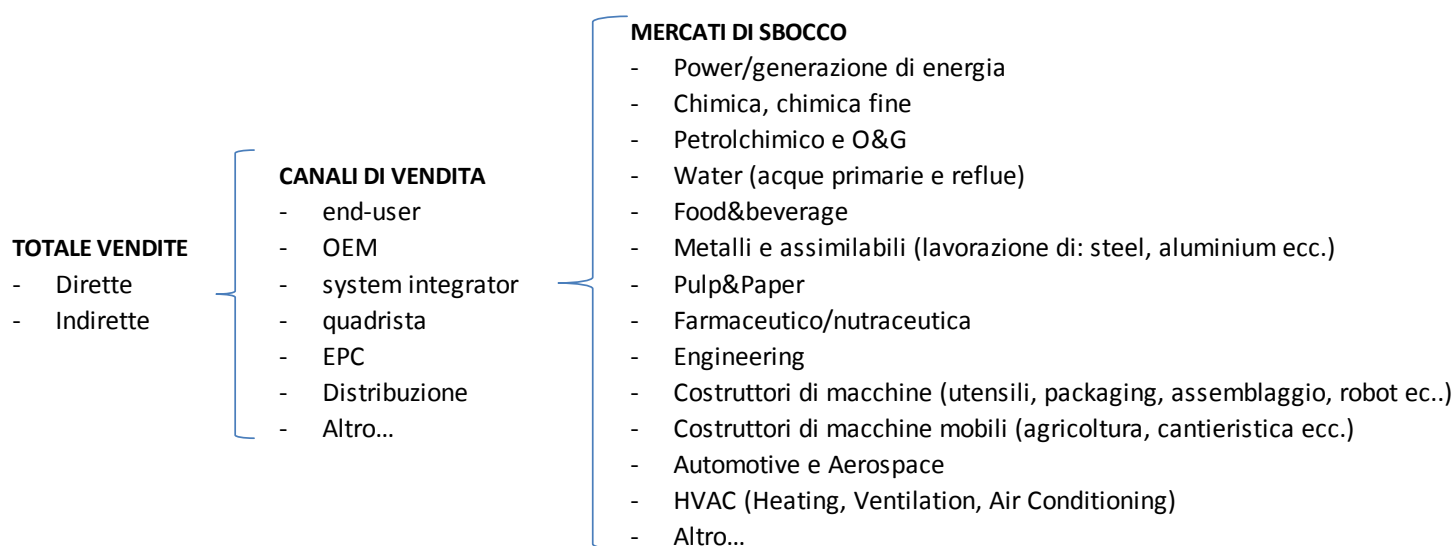 TOTALE VENDITE
- Dirette
- Indirette
CANALI DI VENDITA
- end-user
- OEM
- system integrator
- quadrista
- EPC
- Distribuzione
- Altro...
MERCATI DI SBOCCO
- Power/generazione di energia
- Chimica, chimica fine
- Petrolchimico e O&G
- Water (acque primarie e reflue)
- Food&beverage
- Metalli e assimilabili (lavorazione di: steel, aluminium ecc.)
- Pulp&Paper
- Farmaceutico/nutraceutica
- Engineering
- Costruttori di macchine (utensili, packaging, assemblaggio, robot ec..)
- Costruttori di macchine mobili (agricoltura, cantieristica ecc.)
- Automotive e Aerospace
- HVAC (Heating, Ventilation, Air Conditioning)
- Altro...